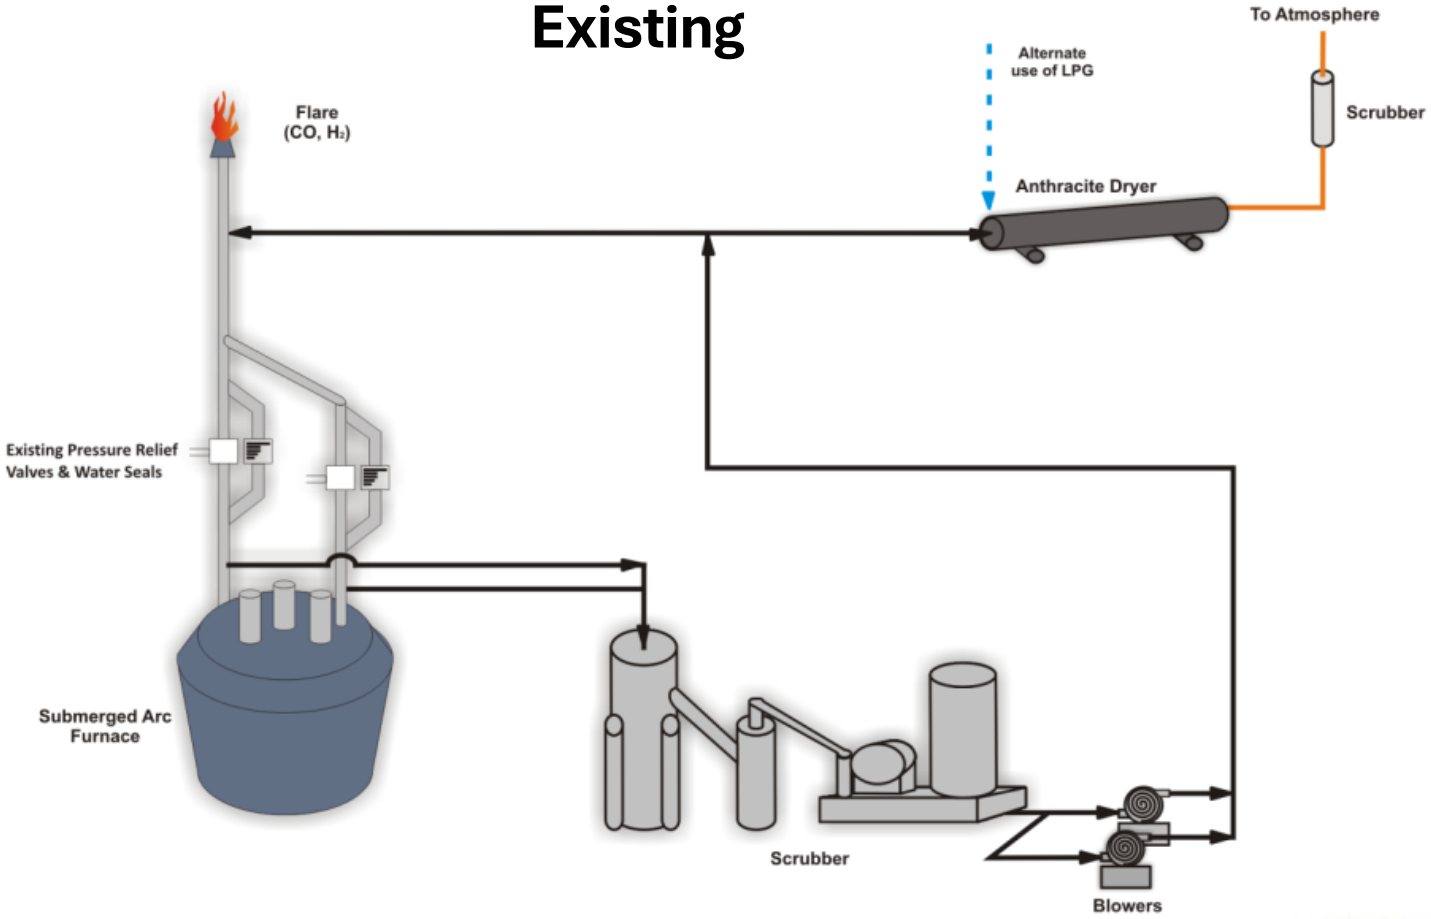 Existing
To Atmosphere
Alternate
use of LPG
Flare
(CO, H₂)
Scrubber
Anthracite Dryer
Existing Pressure Relief
Valves & Water Seals
Submerged Arc
Furnace
Scrubber
Blowers